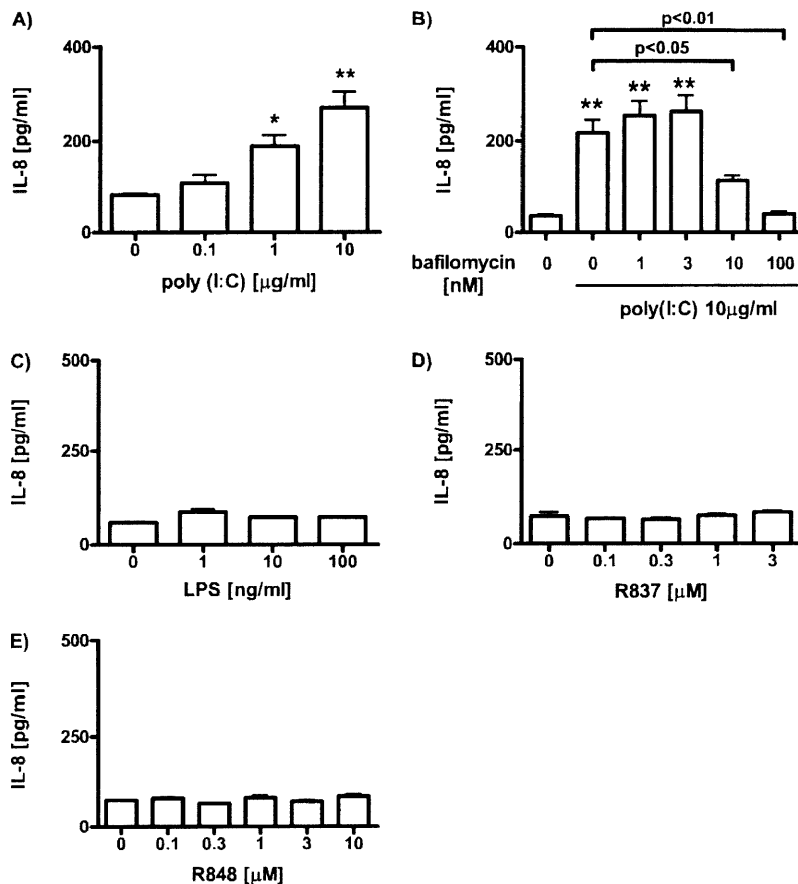 A)
400
200
0
IL-8 [pg/ml]
*
**
0 0.1 1 10
poly (I:C) [µg/ml]
B)
p<0.01
p<0.05
400
200
0
IL-8 [pg/ml]
** ** **
bafilomycin 0 0 1 3 10 100
[nM]
poly(I:C) 10µg/ml
C)
500
250
0
IL-8 [pg/ml]
0 1 10 100
LPS [ng/ml]
D)
500
250
0
IL-8 [pg/ml]
0 0.1 0.3 1 3
R837 [µM]
E)
500
250
0
IL-8 [pg/ml]
0 0.1 0.3 1 3 10
R848 [µM]